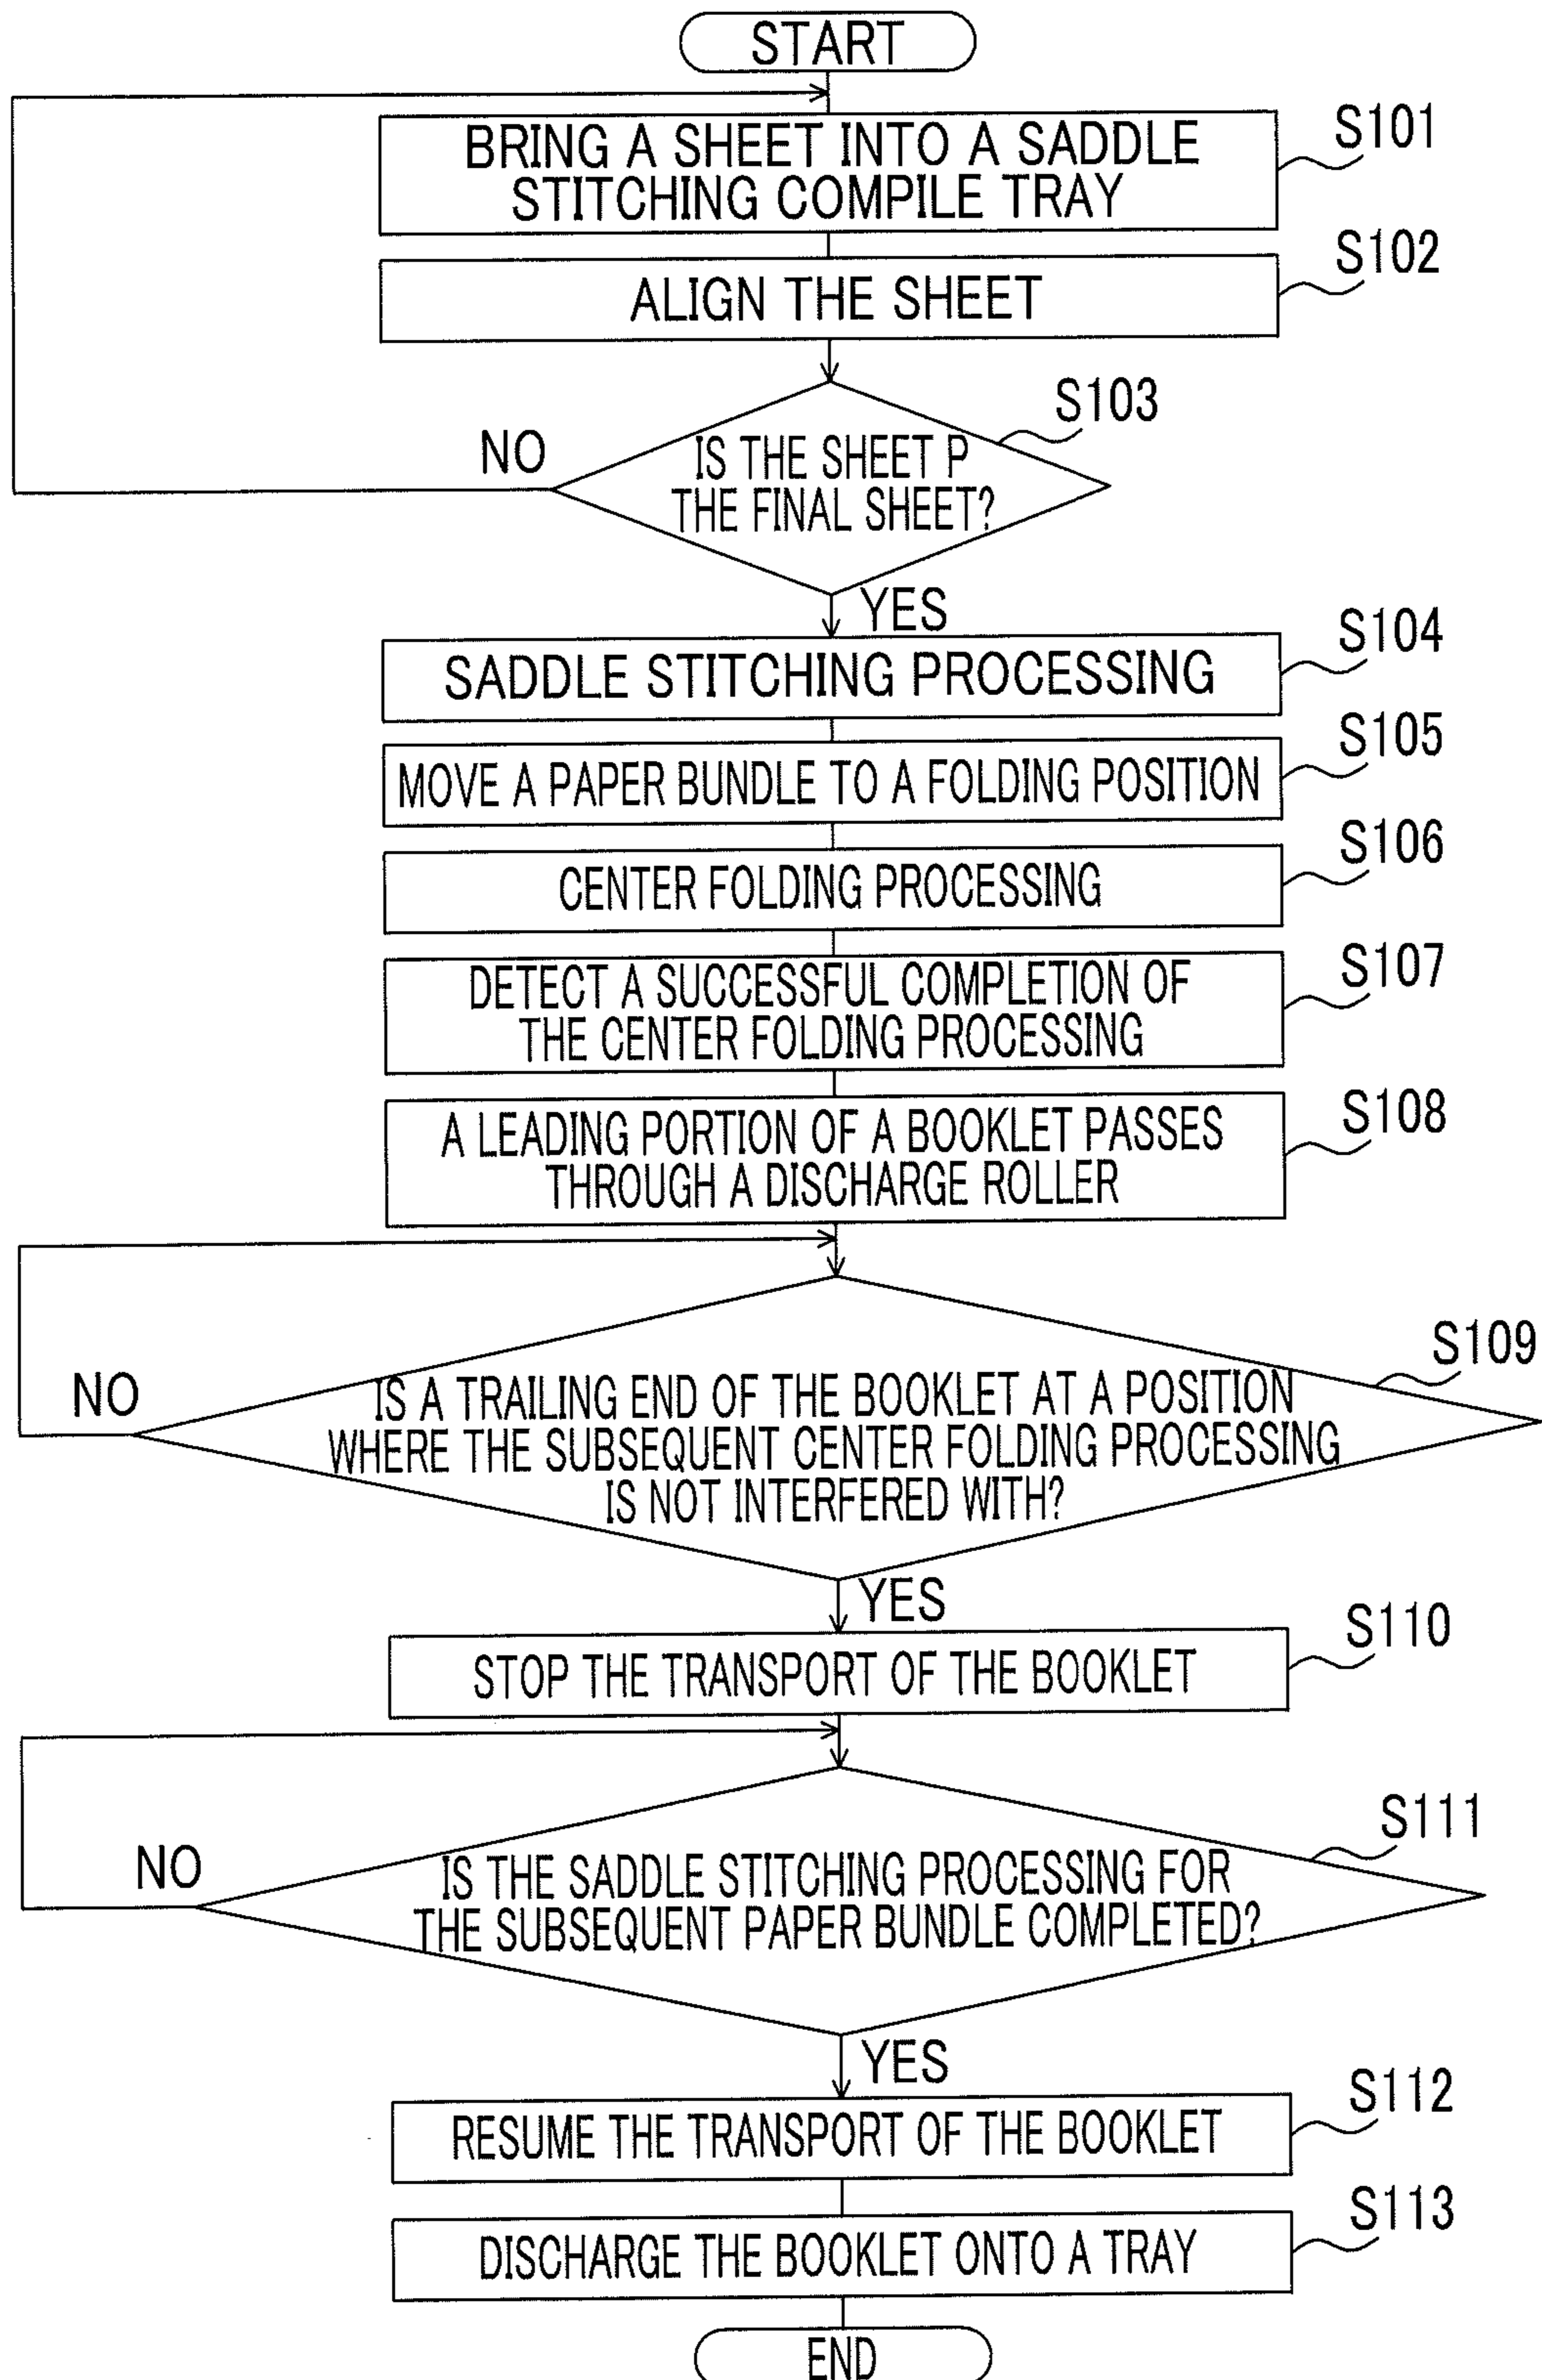 START
BRING A SHEET INTO A SADDLE
STITCHING COMPILE TRAY
S101
ALIGN THE SHEET
S102
IS THE SHEET P
THE FINAL SHEET?
S103
NO
YES
SADDLE STITCHING PROCESSING
S104
MOVE A PAPER BUNDLE TO A FOLDING POSITION
S105
CENTER FOLDING PROCESSING
S106
DETECT A SUCCESSFUL COMPLETION OF
THE CENTER FOLDING PROCESSING
S107
A LEADING PORTION OF A BOOKLET PASSES
THROUGH A DISCHARGE ROLLER
S108
IS A TRAILING END OF THE BOOKLET AT A POSITION
WHERE THE SUBSEQUENT CENTER FOLDING PROCESSING
IS NOT INTERFERED WITH?
S109
NO
YES
STOP THE TRANSPORT OF THE BOOKLET
S110
IS THE SADDLE STITCHING PROCESSING FOR
THE SUBSEQUENT PAPER BUNDLE COMPLETED?
S111
NO
YES
RESUME THE TRANSPORT OF THE BOOKLET
S112
DISCHARGE THE BOOKLET ONTO A TRAY
S113
END